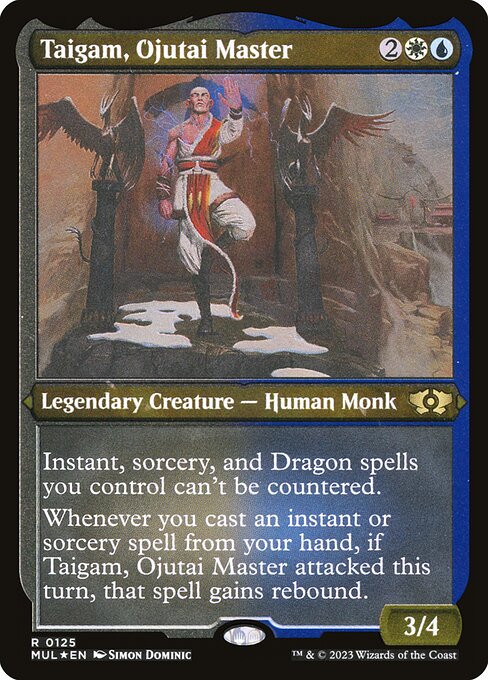 Taigam, Ojutai Master 2
Legendary Creature — Human Monk
Instant, sorcery, and Dragon spells
you control can't be countered.
Whenever you cast an instant or
sorcery spell from your hand, if
Taigam, Ojutai Master attacked this
turn, that spell gains rebound.
3/4
R 0125
MUL★EN Simon Dominic
™ & © 2023 Wizards of the Coast